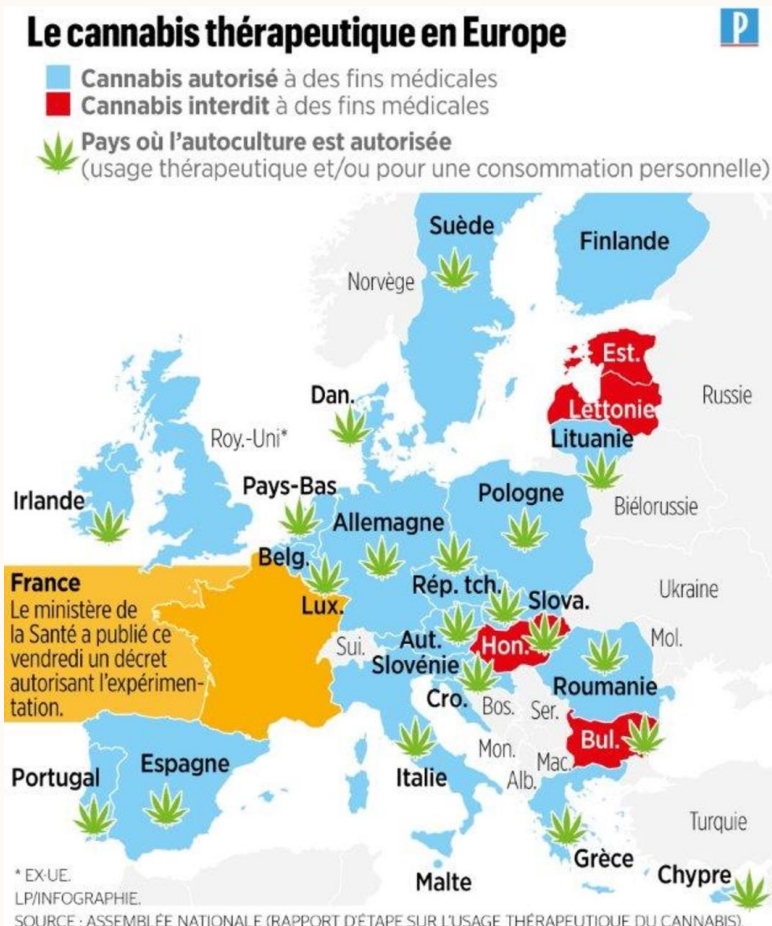 Le cannabis thérapeutique en Europe
P
Cannabis autorisé à des fins médicales
Cannabis interdit à des fins médicales
Pays où l'autoculture est autorisée
(usage thérapeutique et/ou pour une consommation personnelle)
Suède
Finlande
Norvège
Est.
Russie
Dan.
Lettonie
Roy.-Uni*
Lituanie
Pays-Bas
Pologne
Irlande
Allemagne
Biélorussie
Belg.
France
Le ministère de
la Santé a publié ce
vendredi un décret
autorisant l'expérimen-
tation.
Lux.
Rép. tch.
Slova.
Ukraine
Sui.
Aut.
Hon.
Mol.
Slovénie
Cro.
Bos.
Ser.
Roumanie
Bul.
Mon.
Mac.
Alb.
Portugal
Espagne
Italie
Turquie
Grèce
Chypre
Malte
* EX-UE.
LP/INFOGRAPHIE.
SOURCE : ASSEMBLÉE NATIONALE (RAPPORT D'ÉTAPE SUR L'USAGE THÉRAPEUTIQUE DU CANNABIS).